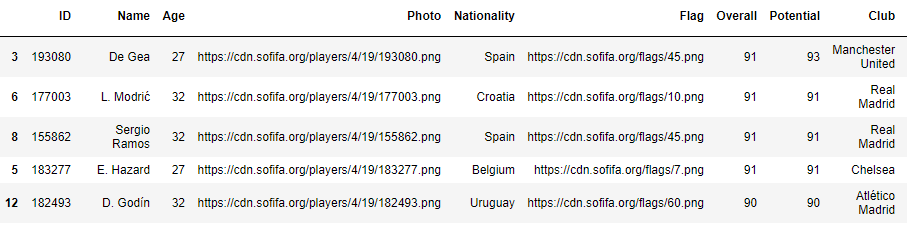 ID Name Age Photo Nationality Flag Overall Potential Club
3 193080 De Gea 27 https://cdn.sofifa.org/players/4/19/193080.png Spain https://cdn.sofifa.org/flags/45.png 91 93 Manchester United
6 177003 L. Modrić 32 https://cdn.sofifa.org/players/4/19/177003.png Croatia https://cdn.sofifa.org/flags/10.png 91 91 Real Madrid
8 155862 Sergio Ramos 32 https://cdn.sofifa.org/players/4/19/155862.png Spain https://cdn.sofifa.org/flags/45.png 91 91 Real Madrid
5 183277 E. Hazard 27 https://cdn.sofifa.org/players/4/19/183277.png Belgium https://cdn.sofifa.org/flags/7.png 91 91 Chelsea
12 182493 D. Godín 32 https://cdn.sofifa.org/players/4/19/182493.png Uruguay https://cdn.sofifa.org/flags/60.png 90 90 Atlético Madrid